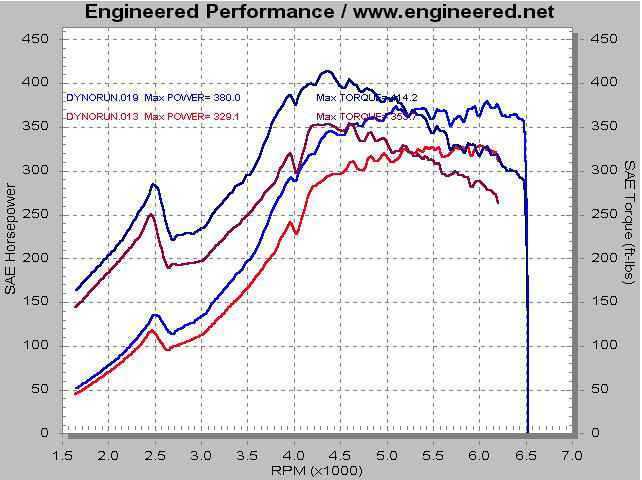 Engineered Performance / www.engineered.net
450 450
400 400
DYNORUN.019 Max POWER= 380.0 Max TORQUE= 414.2
DYNORUN.013 Max POWER= 329.1 Max TORQUE= 353.
350 350
300 300
250 250
200 200
150 150
100 100
50 50
0 0
SAE Horsepower
SAE Torque (ft-lbs)
1.5 2.0 2.5 3.0 3.5 4.0 4.5 5.0 5.5 6.0 6.5 7.0
RPM (x1000)